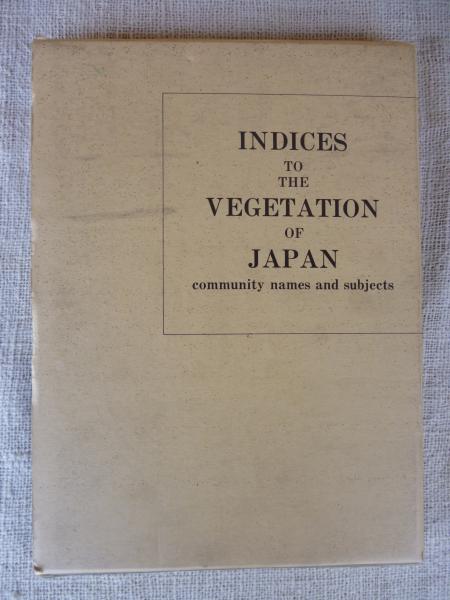 INDICES
TO
THE
VEGETATION
OF
JAPAN
community names and subjects